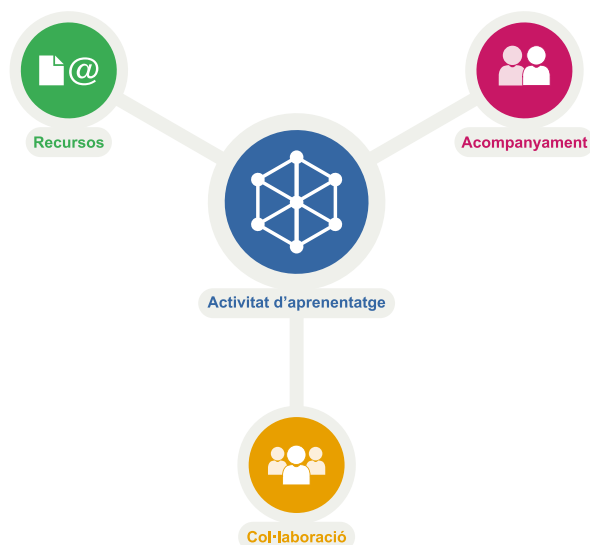 @
Recursos
Acompanyament
Activitat d’aprenentatge
Col·laboració